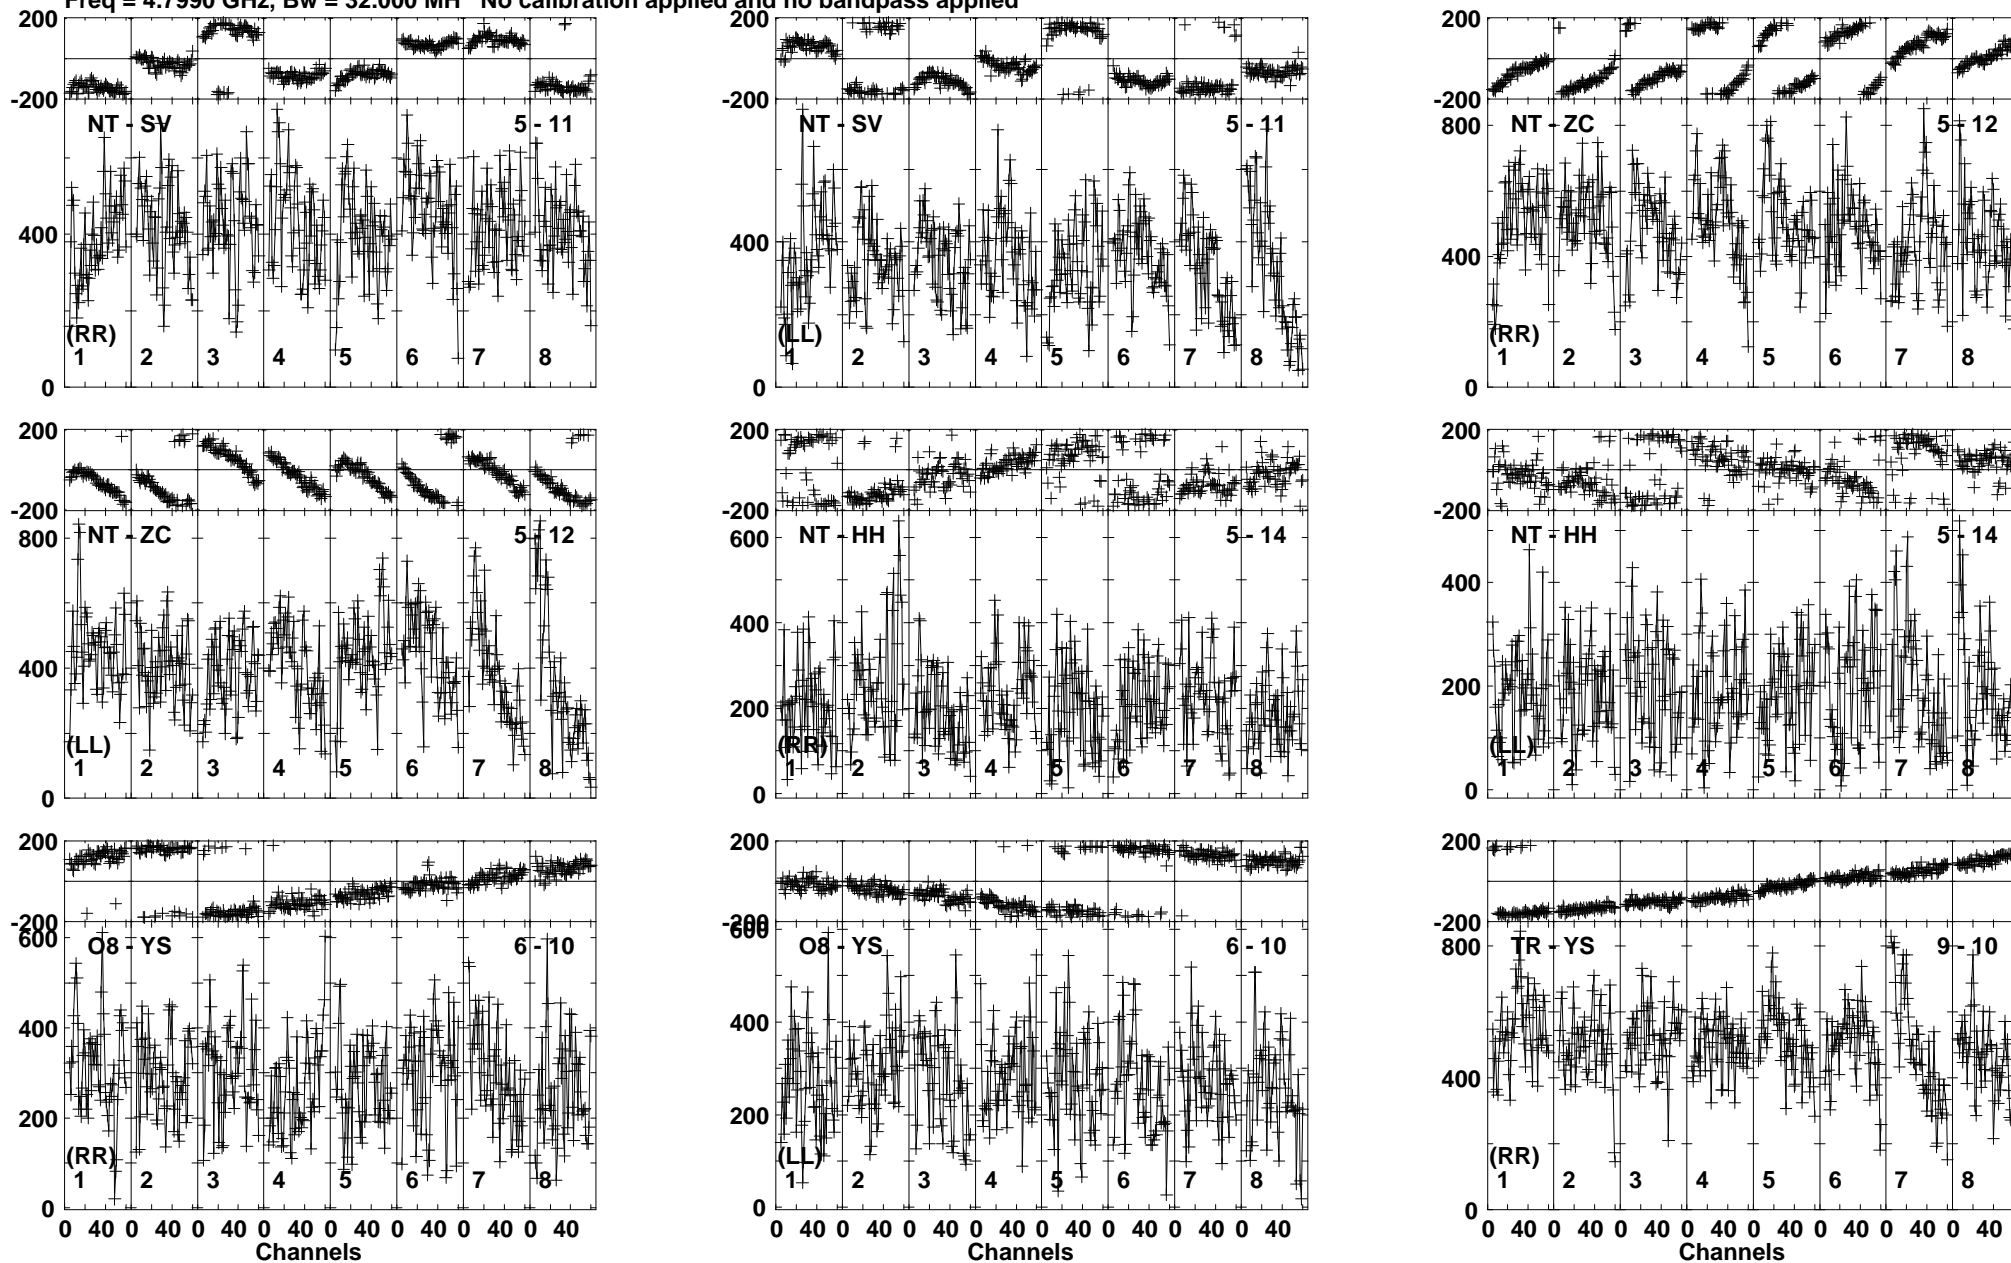 Freq = 4.7990 GHz, Bw = 32.000 MH No calibration applied and no bandpass applied
200 200 200
-200 -200 -200
NT - SV 5 - 11 NT - SV 5 - 11 NT - ZC 5 - 12
800
400 400 400
(RR) (LL) (RR)
1 2 3 4 5 6 7 8 1 2 3 4 5 6 7 8 1 2 3 4 5 6 7 8
0 0 0
200 200 200
-200 -200 -200
NT - ZC 5 - 12 NT - HH 5 - 14 NT - HH 5 - 14
800 600
400
400 400
200 200
(LL) (RR) (LL)
1 2 3 4 5 6 7 8 1 2 3 4 5 6 7 8 1 2 3 4 5 6 7 8
0 0 0
200 200 200
-200 -200 -200
O8 - YS 6 - 10 O8 - YS 6 - 10 TR - YS 9 - 10
600 600 800
400 400 400
200 200
(RR) (LL) (RR)
1 2 3 4 5 6 7 8 1 2 3 4 5 6 7 8 1 2 3 4 5 6 7 8
0 0 0
0 40 0 40 0 40 0 40 0 40 0 40 0 40 0 40 0 40 0 40 0 40 0 40 0 40 0 40 0 40 0 40 0 40 0 40 0 40 0 40 0 40 0 40 0 40 0 40
Channels Channels Channels